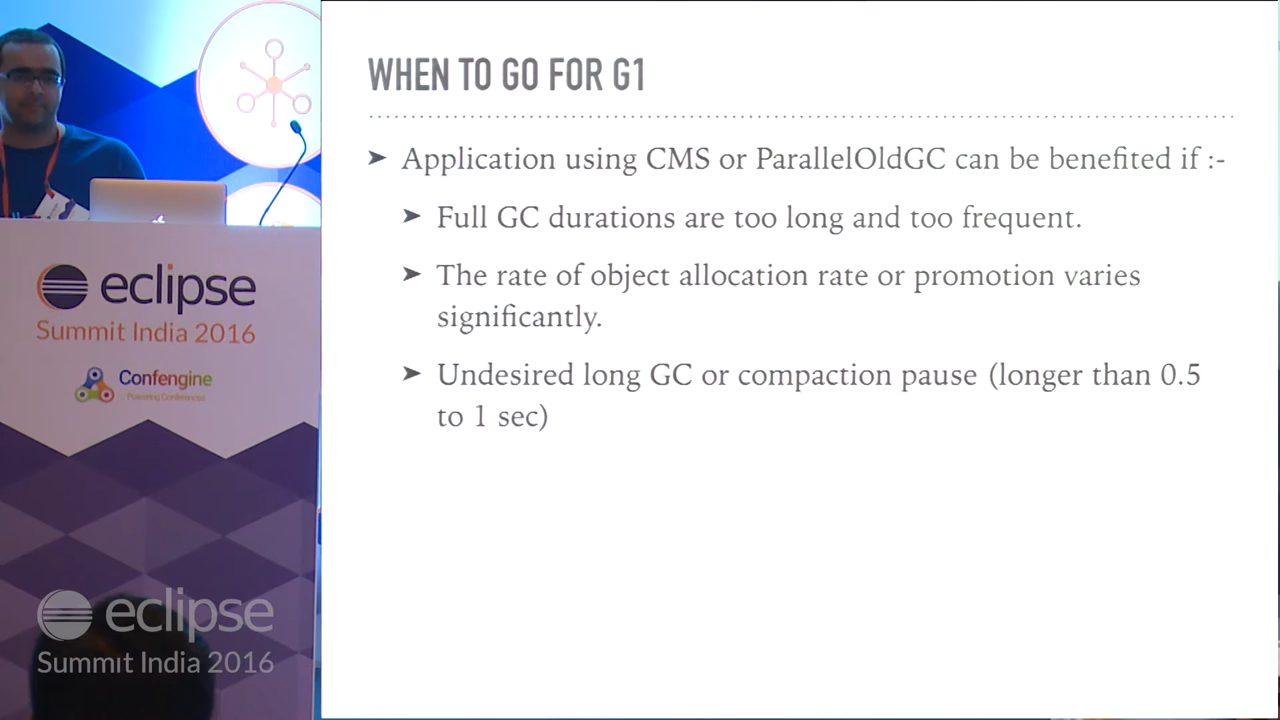 WHEN TO GO FOR G1
➤ Application using CMS or ParallelOldGC can be benefited if :-
➤ Full GC durations are too long and too frequent.
➤ The rate of object allocation rate or promotion varies
significantly.
➤ Undesired long GC or compaction pause (longer than 0.5
to 1 sec)
eclipse
Summit India 2016
Confengine
Powering Conferences
eclipse
Summit India 2016